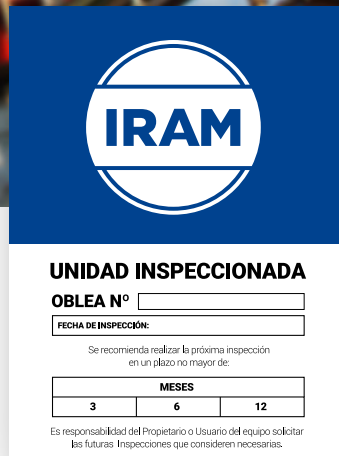 IRAM
UNIDAD INSPECCIONADA
OBLEA Nº
FECHA DE INSPECCIÓN:
Se recomienda realizar la próxima inspección
en un plazo no mayor de:
MESES
3 6 12
Es responsabilidad del Propietario o Usuario del equipo solicitar
las futuras Inspecciones que consideren necesarias.